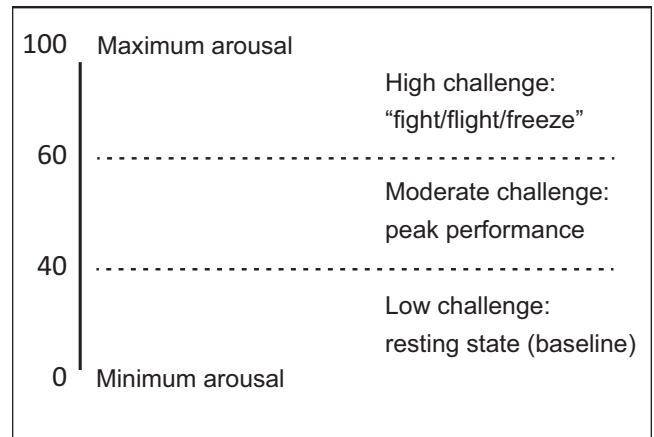 100 Maximum arousal
High challenge:
“fight/flight/freeze”
60
Moderate challenge:
peak performance
40
Low challenge:
resting state (baseline)
0 Minimum arousal